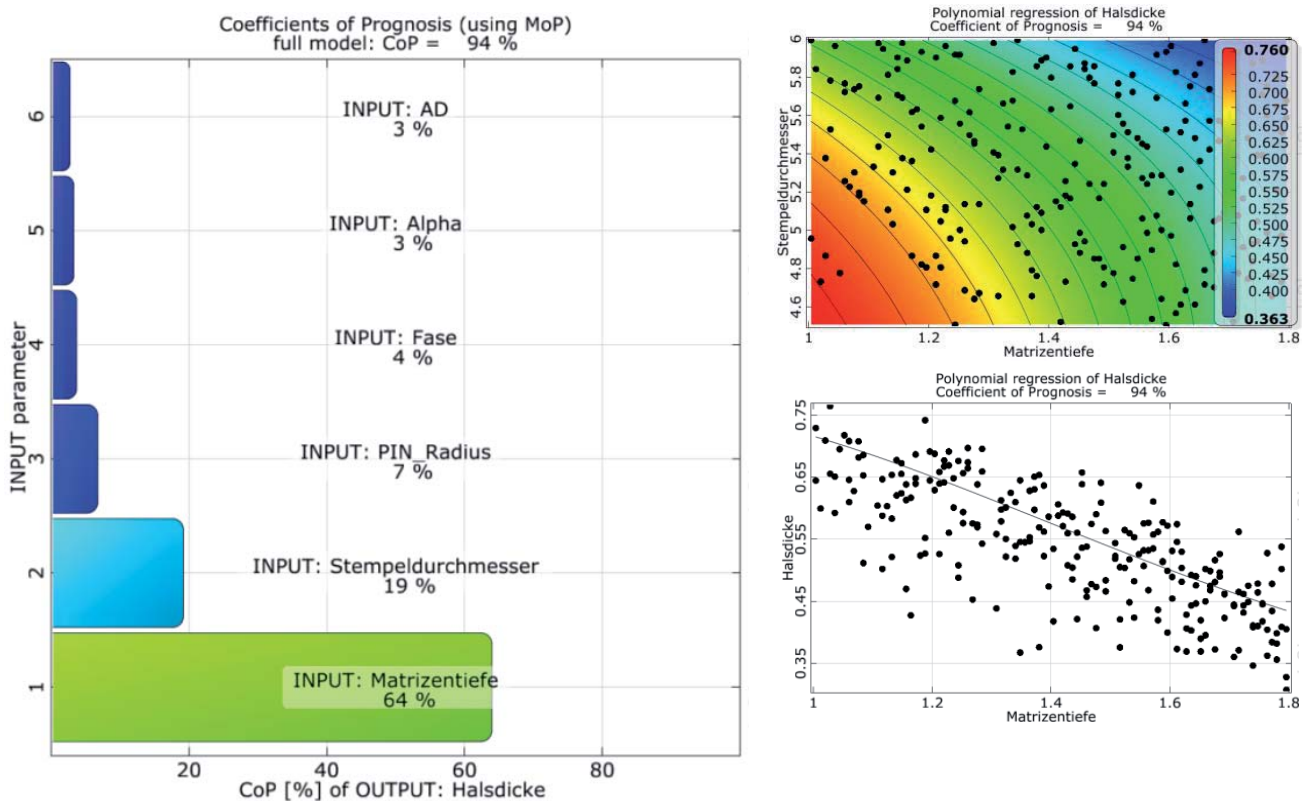 Coefficients of Prognosis (using MoP)
full model: CoP = 94 %
INPUT parameter
6
5
4
3
2
1
INPUT: AD
3 %
INPUT: Alpha
3 %
INPUT: Fase
4 %
INPUT: PIN_Radius
7 %
INPUT: Stempeldurchmesser
19 %
INPUT: Matrizentiefe
64 %
20 40 60 80
CoP [%] of OUTPUT: Halsdicke
Polynomial regression of Halsdicke
Coefficient of Prognosis = 94 %
Stempeldurchmesser
6
5.8
5.6
5.4
5.2
5
4.8
4.6
0.760
0.725
0.700
0.675
0.650
0.625
0.600
0.575
0.550
0.525
0.500
0.475
0.450
0.425
0.400
0.363
1 1.2 1.4 1.6 1.8
Matrizentiefe
Polynomial regression of Halsdicke
Coefficient of Prognosis = 94 %
Halsdicke
0.75
0.65
0.55
0.45
0.35
1 1.2 1.4 1.6 1.8
Matrizentiefe